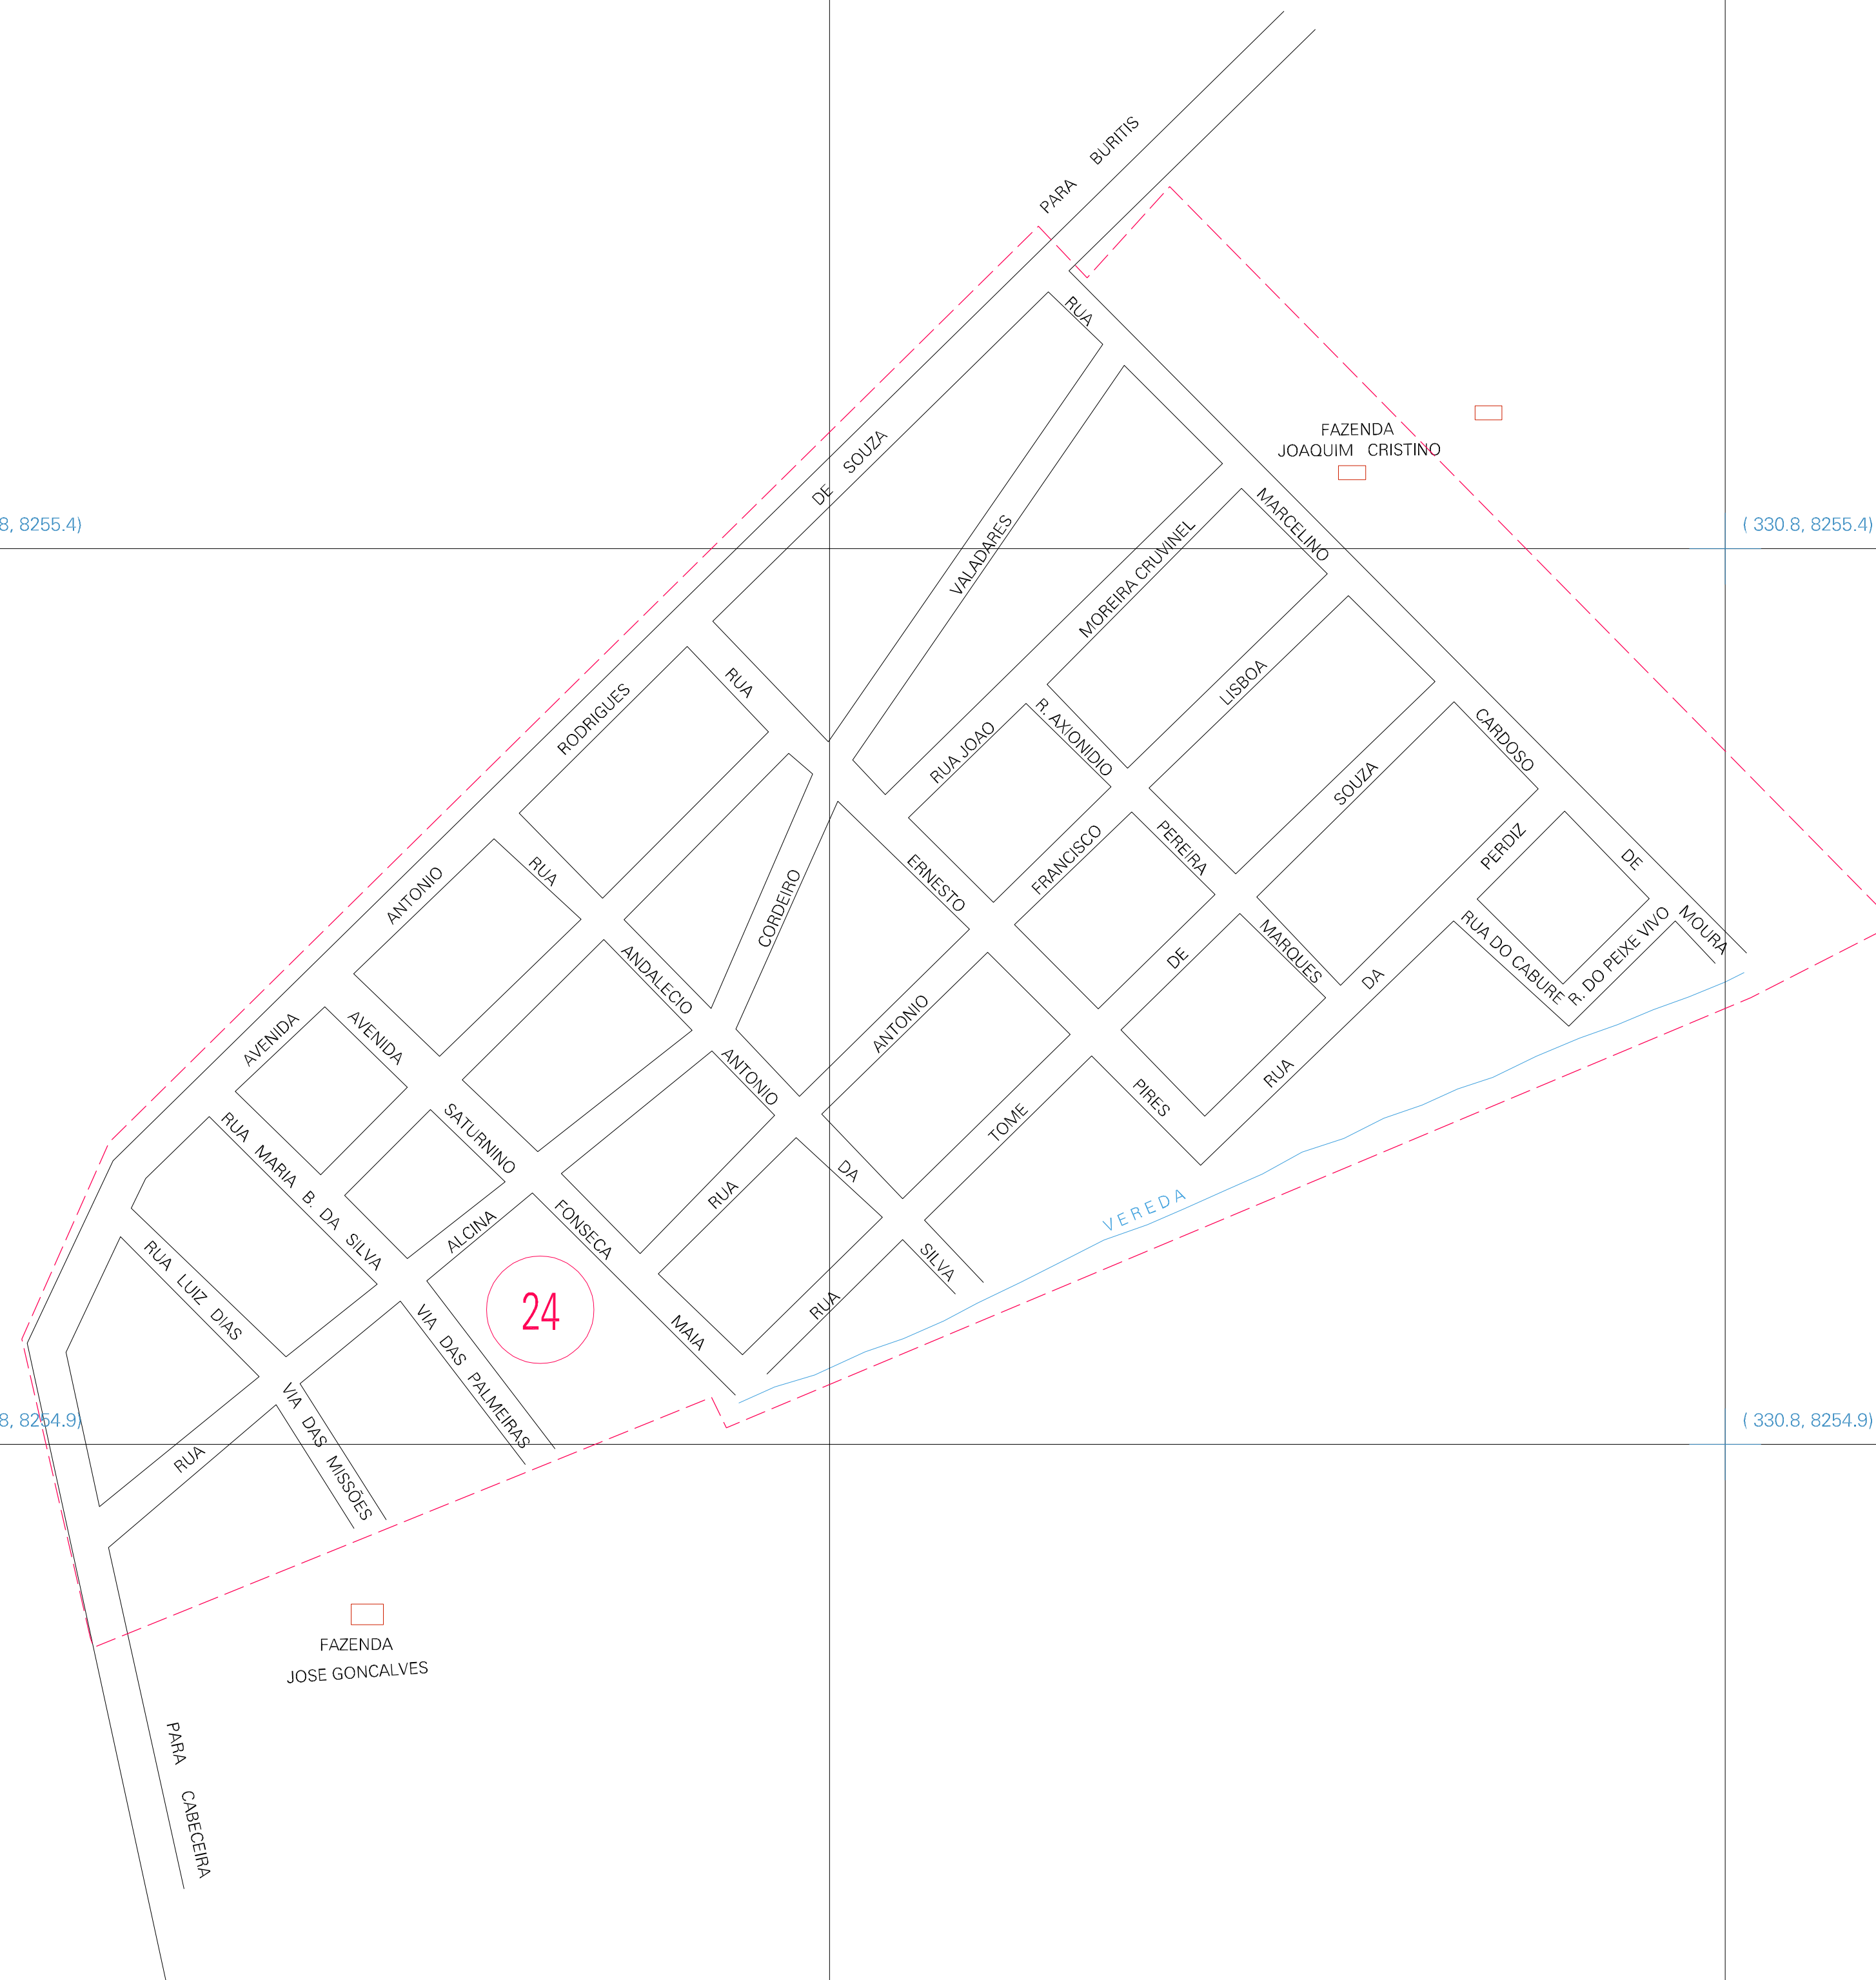 PARA BURITIS
RUA
FAZENDA
JOAQUIM CRISTINO
DE SOUZA
VALADARES
MARCELINO
8, 8255.4)
( 330.8, 8255.4)
MOREIRA CRUVINEL
RUA
LISBOA
RODRIGUES
R. AXIONIDIO
CARDOSO
RUA JOAO
SOUZA
PEREIRA
PERDIZ
DE
RUA
ANTONIO
FRANCISCO
ERNESTO
CORDEIRO
MOURA
RUA DO CABURE
R. DO PEIXE VIVO
MARQUES
DE
DA
ANDALECIO
ANTONIO
AVENIDA
AVENIDA
ANTONIO
RUA
PIRES
TOME
SATURNINO
RUA MARIA B. DA SILVA
DA
RUA
VEREDA
FONSECA
ALCINA
SILVA
RUA LUIZ DIAS
24
RUA
MAIA
VIA DAS PALMEIRAS
8, 8254.9)
( 330.8, 8254.9)
VIA DAS MISSÕES
RUA
FAZENDA
JOSE GONCALVES
PARA CABECEIRA